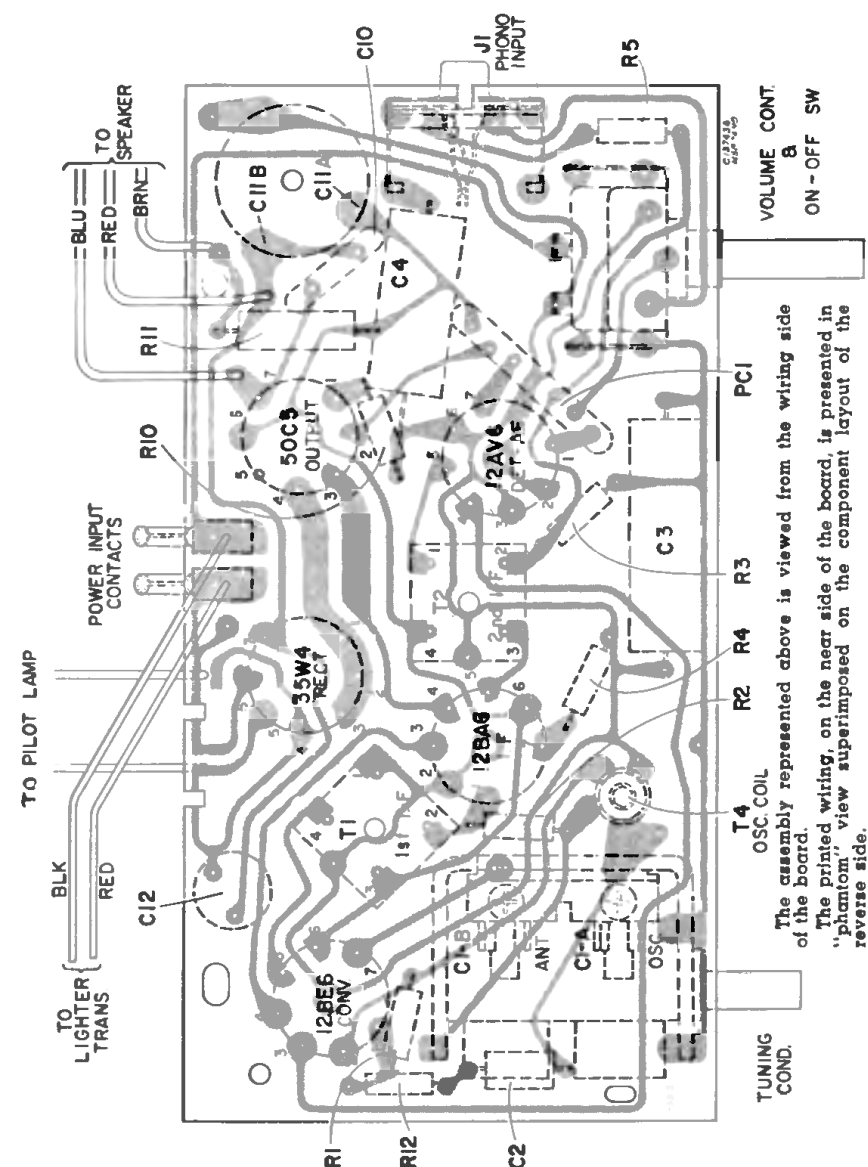 TO
SPEAKER
BLU
RED
BRN
C10
J1
PHONO
INPUT
R5
C11B
C11A
R11
C4
R10
50C5
OUTPUT
12AV6
DET. AF
PC1
VOLUME CONT.
&
ON-OFF SW
POWER INPUT
CONTACTS
TO PILOT LAMP
35W4
RECT
T2
2nd IF
R3
C3
R4
R2
12BA6
IF
T1
1st IF
T4
OSC. COIL
BLK
RED
C12
TO
LIGHTER
TRANS
12BE6
CONV
C1-B
ANT
C1-A
OSC
R1
R12
C2
TUNING
COND.
The assembly represented above is viewed from the wiring side
of the board.
The printed wiring, on the near side of the board, is presented in
"phantom" view superimposed on the component layout of the
reverse side.